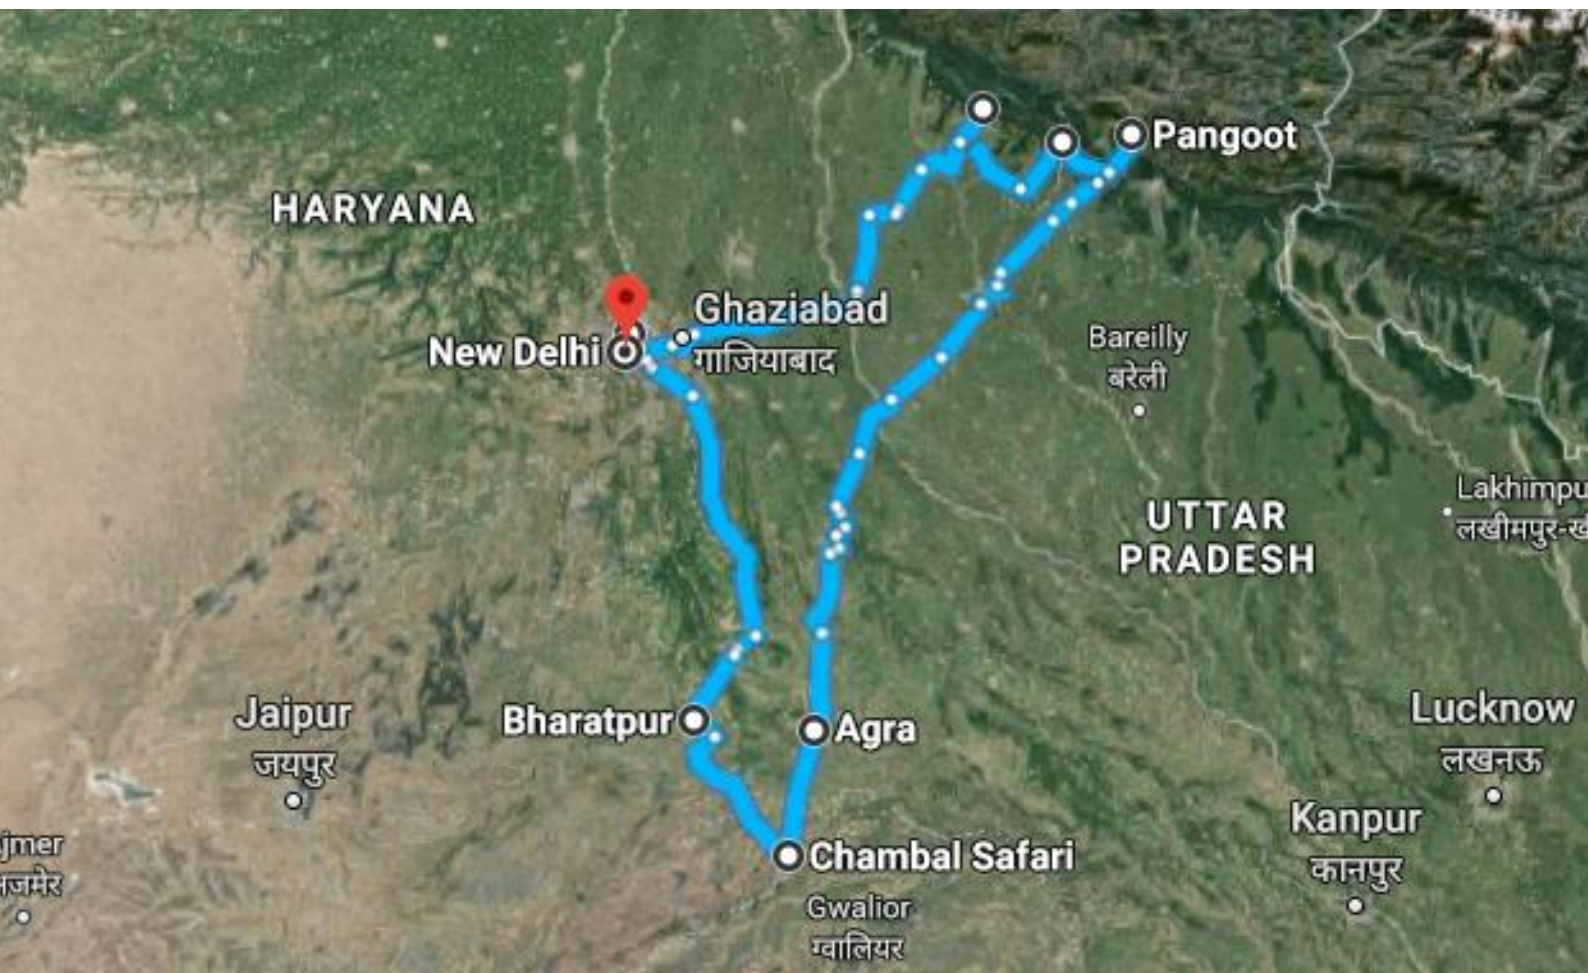 Pangoot
HARYANA
Ghaziabad
गाजियाबाद
New Delhi
Bareilly
बरेली
Lakhimpu
लखीमपुर-ख
UTTAR
PRADESH
Jaipur
जयपुर
Bharatpur
Agra
Lucknow
लखनऊ
Kanpur
कानपुर
jmer
जमेर
Chambal Safari
Gwalior
ग्वालियर